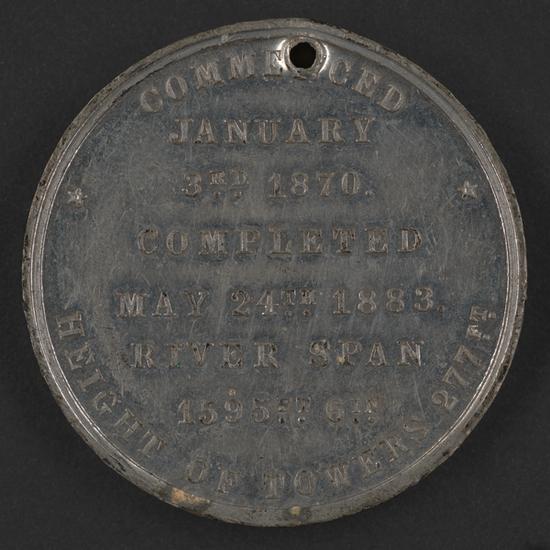 COMMENCED
JANUARY
3RD 1870.
COMPLETED
MAY 24TH 1883.
RIVER SPAN
1595FT 6IN
HEIGHT OF TOWERS 277FT